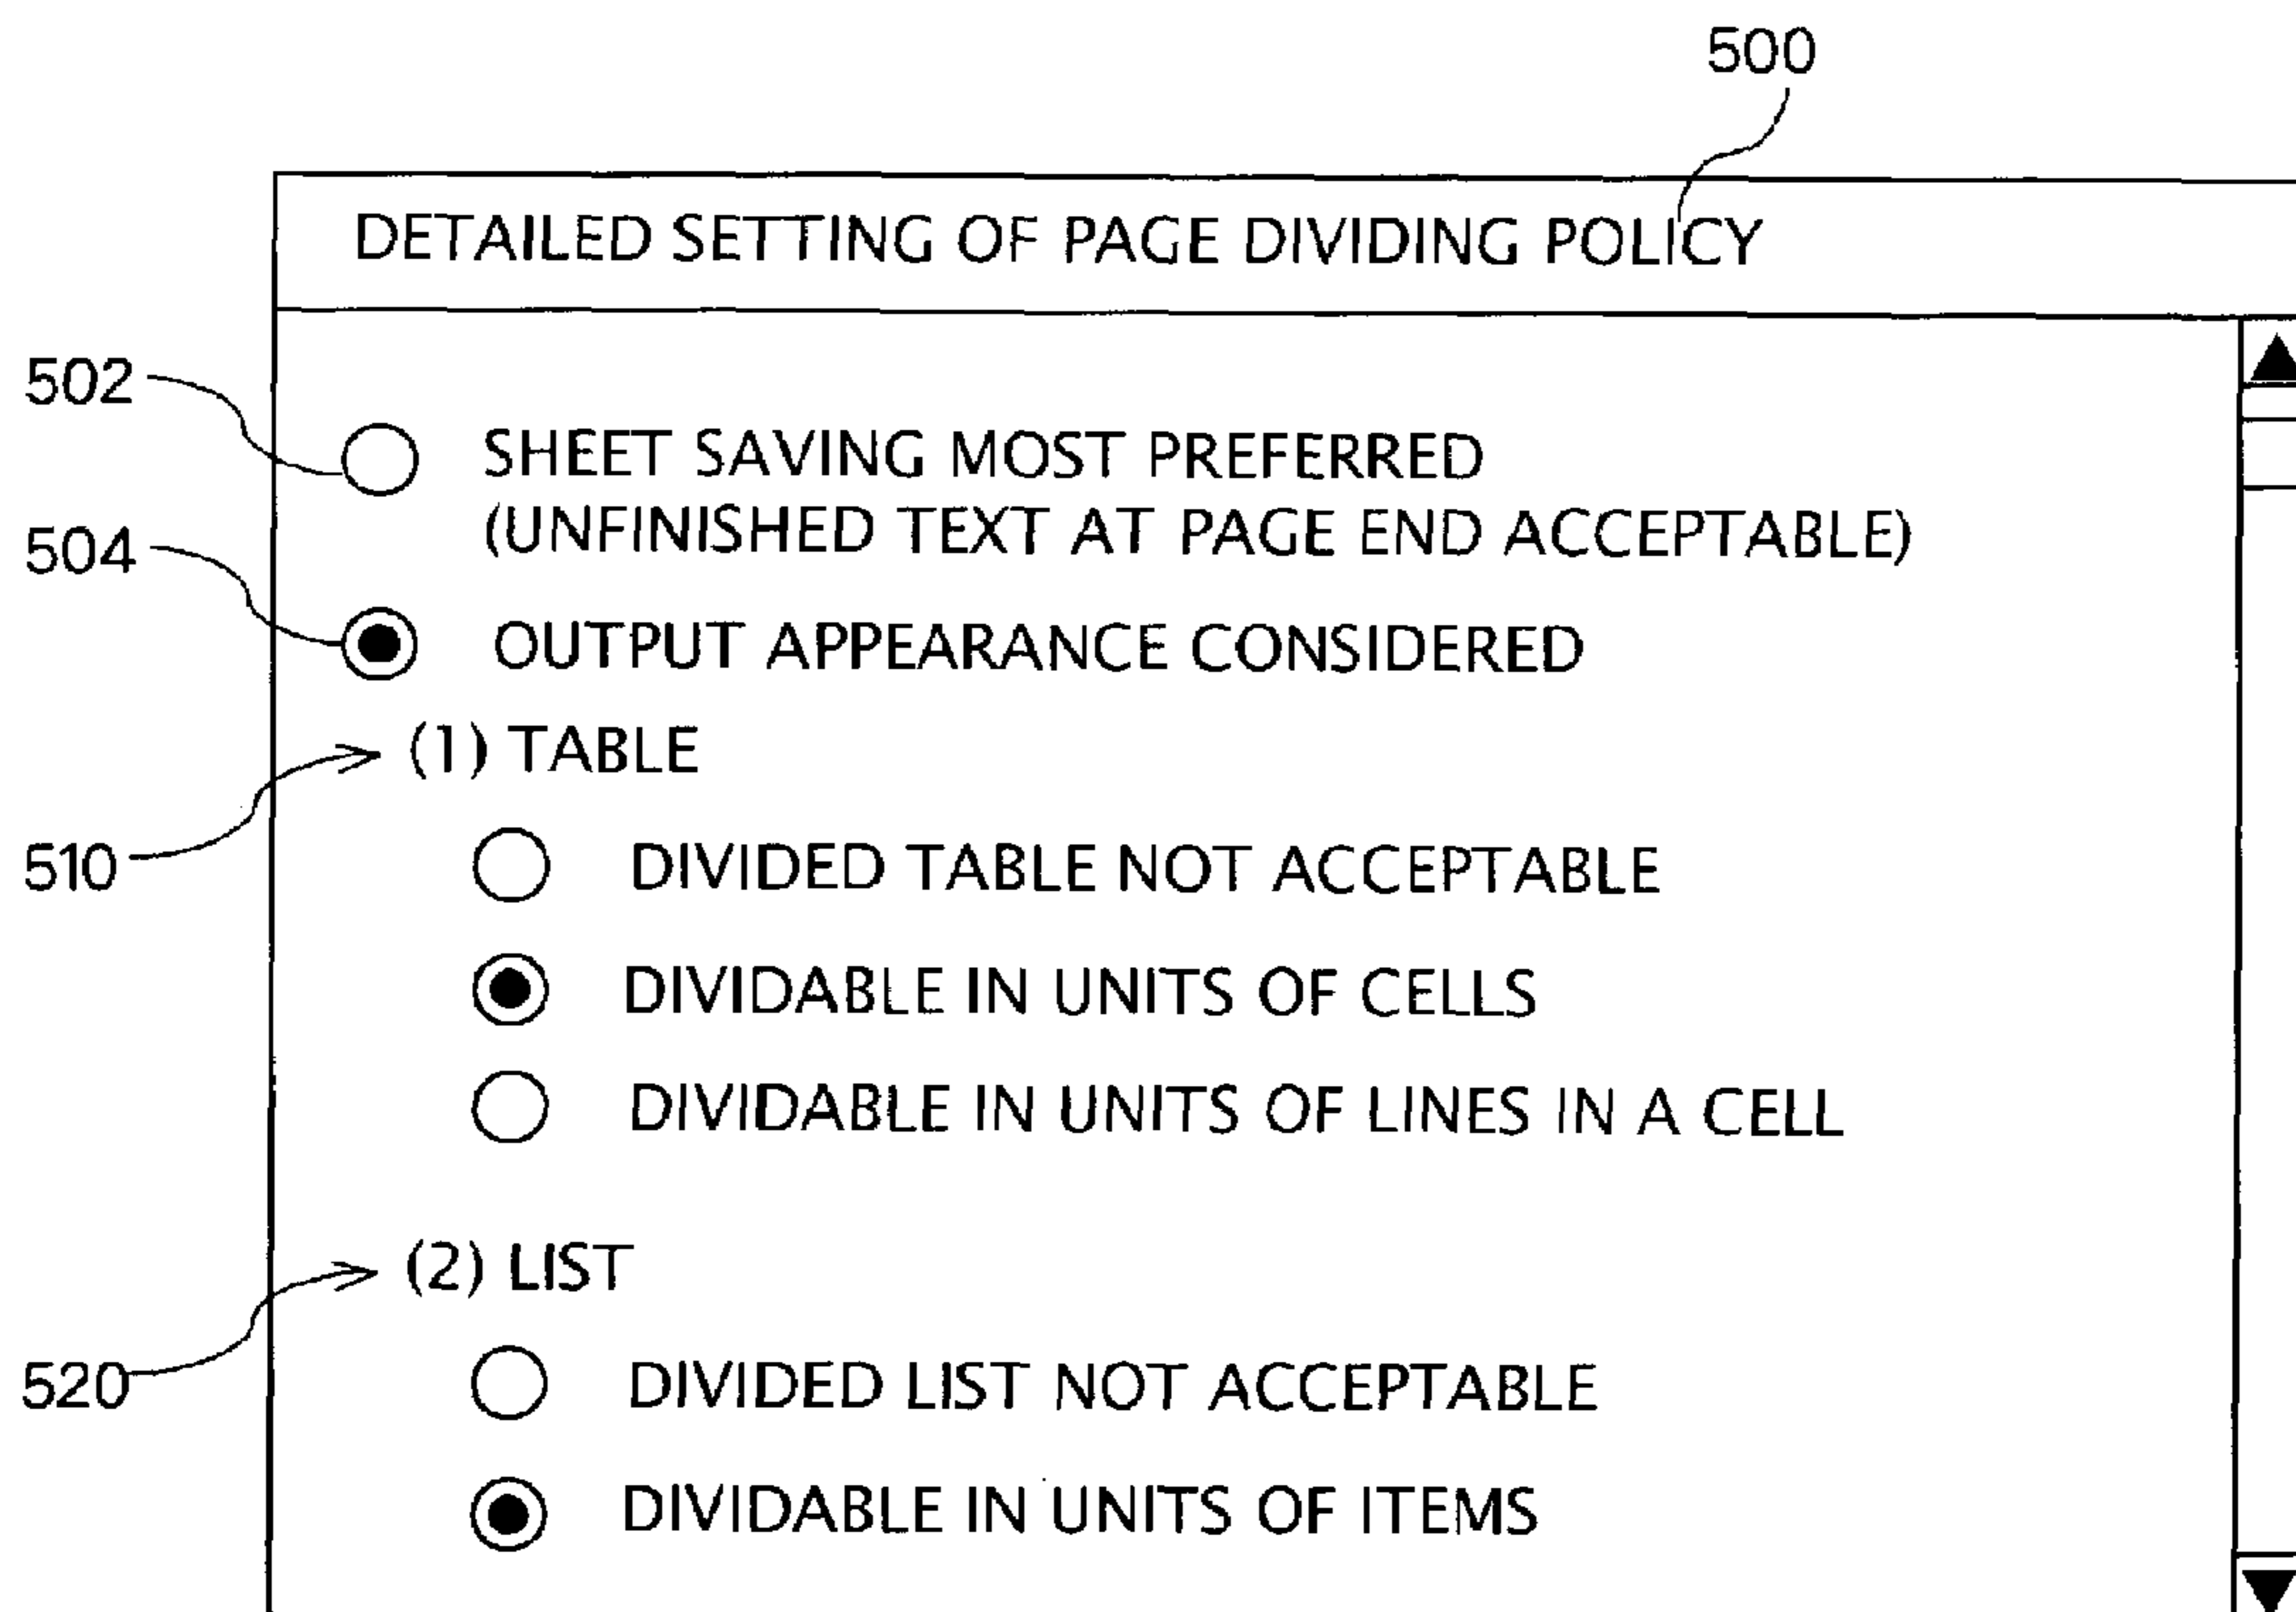 500
DETAILED SETTING OF PAGE DIVIDING POLICY
502
SHEET SAVING MOST PREFERRED
(UNFINISHED TEXT AT PAGE END ACCEPTABLE)
504
OUTPUT APPEARANCE CONSIDERED
(1) TABLE
510
DIVIDED TABLE NOT ACCEPTABLE
DIVIDABLE IN UNITS OF CELLS
DIVIDABLE IN UNITS OF LINES IN A CELL
(2) LIST
520
DIVIDED LIST NOT ACCEPTABLE
DIVIDABLE IN UNITS OF ITEMS